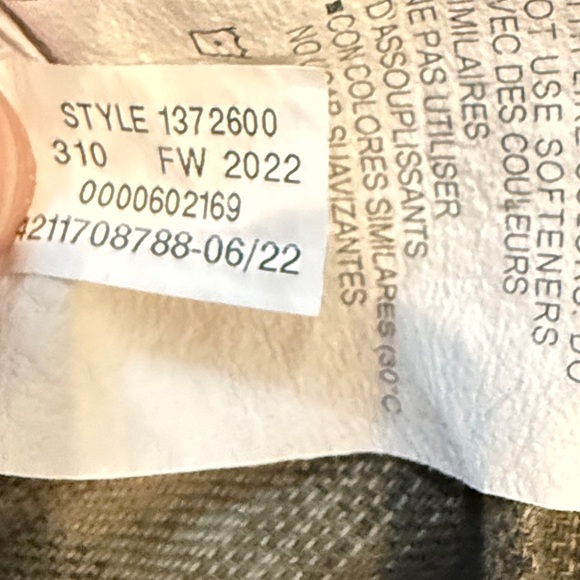 STYLE 1372600
310 FW 2022
0000602169
4211708788-06/22
OT USE SOFTENERS
VEC DES COULEURS
IMILAIRES
NE PAS UTILISER
D'ASSOUPLISSANTS
CON COLORES SIMILARES (30°C
NO SUAVIZANTES